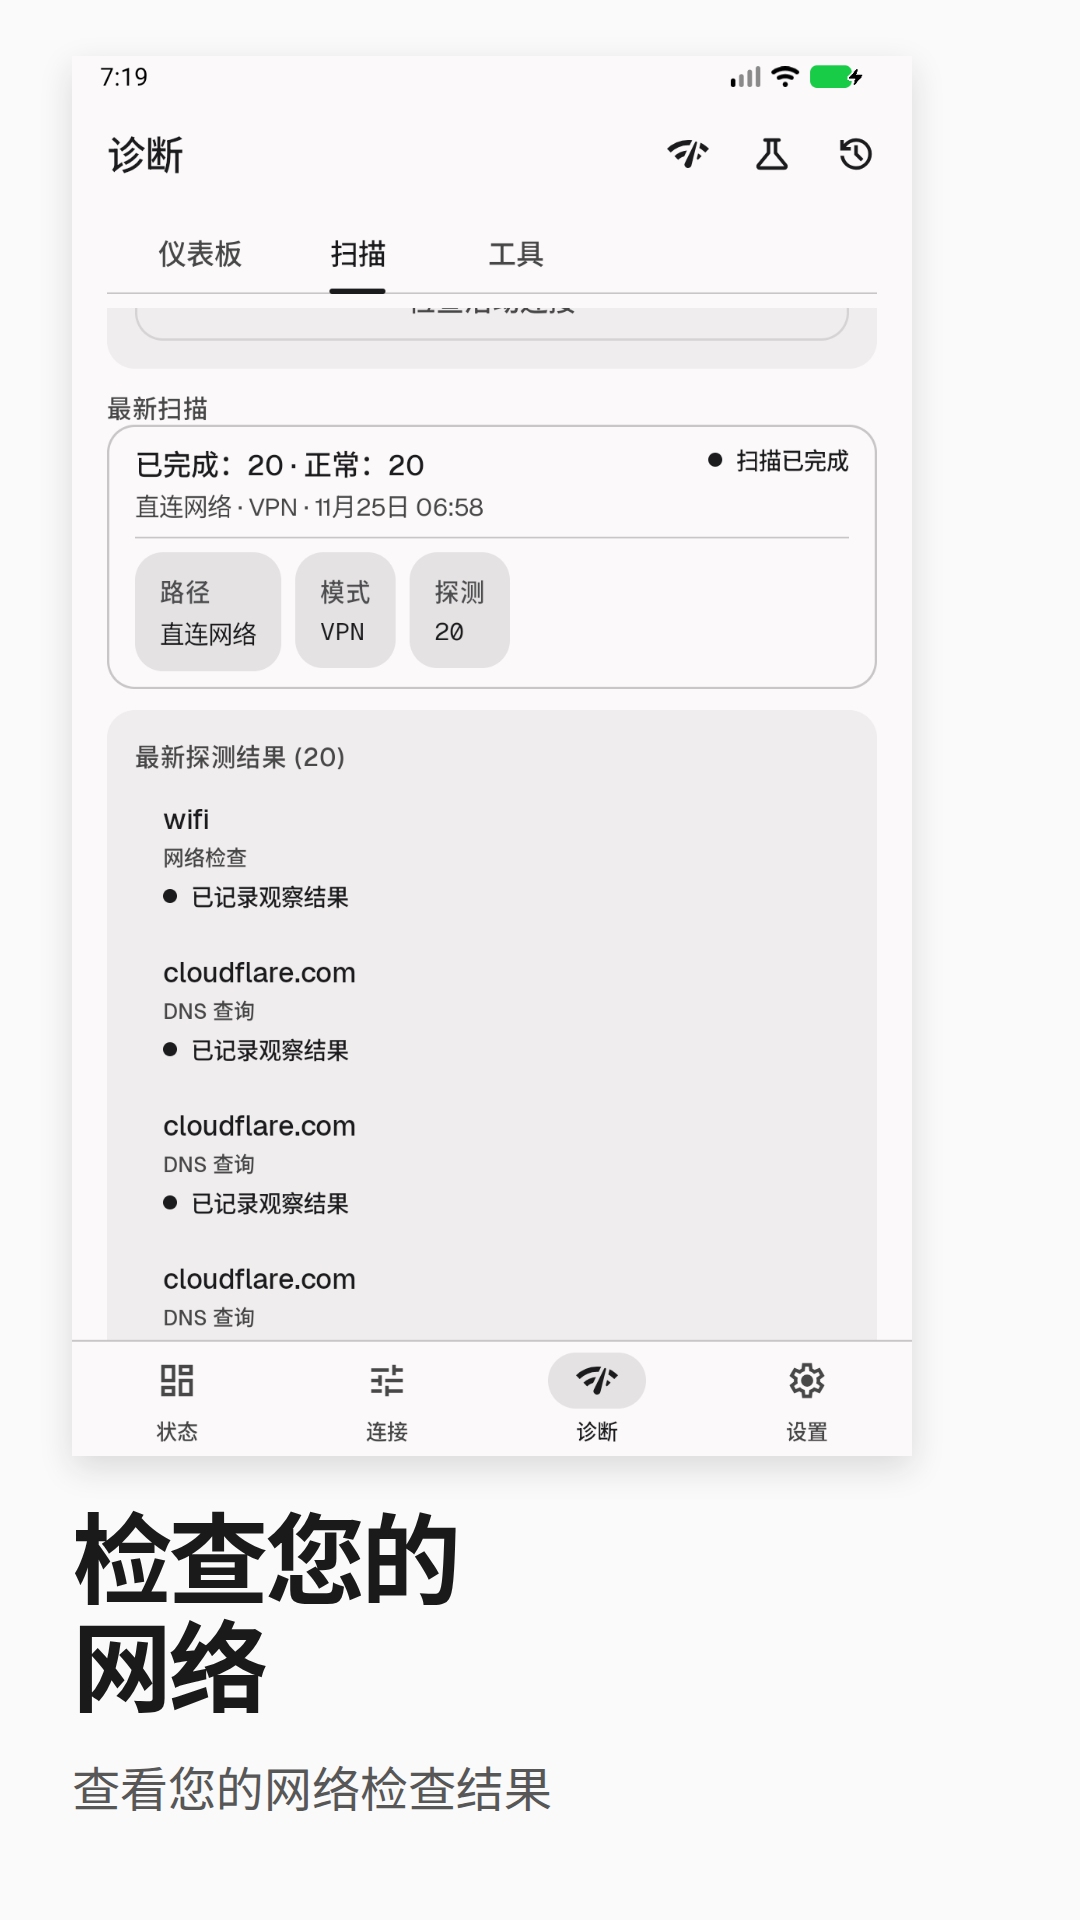 7:19
诊断
仪表板
扫描
工具
最新扫描
已完成：20 · 正常：20
扫描已完成
直连网络 · VPN · 11月25日 06:58
路径
模式
探测
直连网络
VPN
20
最新探测结果 (20)
wifi
网络检查
已记录观察结果
cloudflare.com
DNS 查询
已记录观察结果
cloudflare.com
DNS 查询
已记录观察结果
cloudflare.com
DNS 查询
状态
连接
诊断
设置
检查您的
网络
查看您的网络检查结果